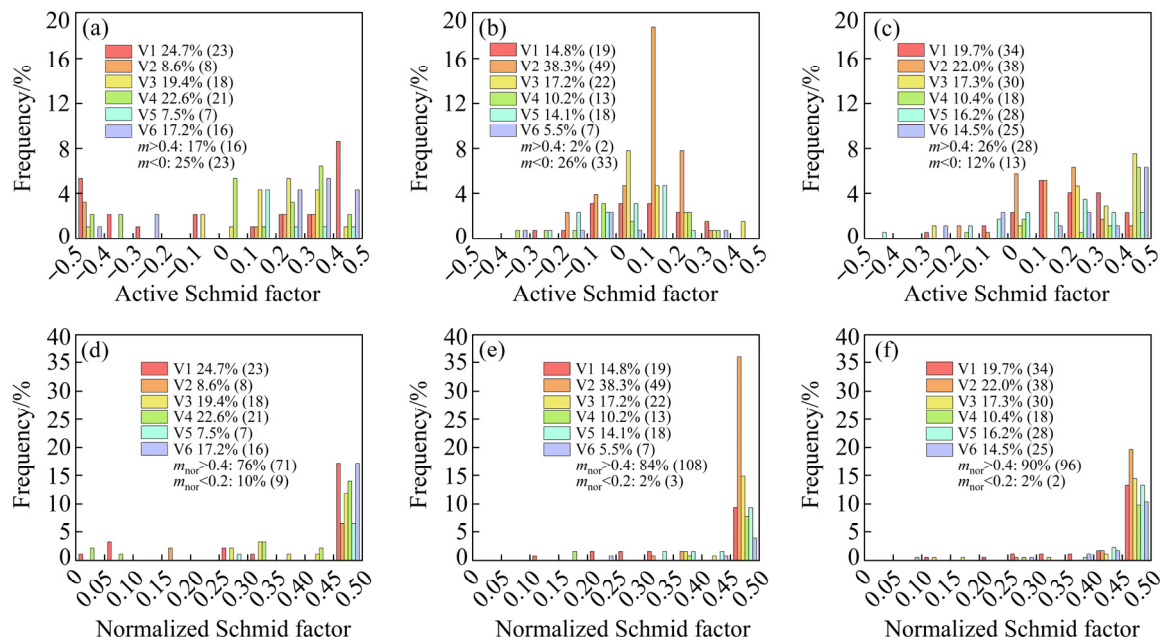 (a)
Frequency/%
20
16
12
8
4
0
V1 24.7% (23)
V2 8.6% (8)
V3 19.4% (18)
V4 22.6% (21)
V5 7.5% (7)
V6 17.2% (16)
m>0.4: 17% (16)
m<0: 25% (23)
−0.5 −0.4 −0.3 −0.2 −0.1 0 0.1 0.2 0.3 0.4 0.5
Active Schmid factor
(b)
Frequency/%
20
16
12
8
4
0
V1 14.8% (19)
V2 38.3% (49)
V3 17.2% (22)
V4 10.2% (13)
V5 14.1% (18)
V6 5.5% (7)
m>0.4: 2% (2)
m<0: 26% (33)
−0.5 −0.4 −0.3 −0.2 −0.1 0 0.1 0.2 0.3 0.4 0.5
Active Schmid factor
(c)
Frequency/%
20
16
12
8
4
0
V1 19.7% (34)
V2 22.0% (38)
V3 17.3% (30)
V4 10.4% (18)
V5 16.2% (28)
V6 14.5% (25)
m>0.4: 26% (28)
m<0: 12% (13)
−0.5 −0.4 −0.3 −0.2 −0.1 0 0.1 0.2 0.3 0.4 0.5
Active Schmid factor
(d)
Frequency/%
40
35
30
25
20
15
10
5
0
V1 24.7% (23)
V2 8.6% (8)
V3 19.4% (18)
V4 22.6% (21)
V5 7.5% (7)
V6 17.2% (16)
mnor>0.4: 76% (71)
mnor<0.2: 10% (9)
0 0.05 0.10 0.15 0.20 0.25 0.30 0.35 0.40 0.45 0.50
Normalized Schmid factor
(e)
Frequency/%
40
35
30
25
20
15
10
5
0
V1 14.8% (19)
V2 38.3% (49)
V3 17.2% (22)
V4 10.2% (13)
V5 14.1% (18)
V6 5.5% (7)
mnor>0.4: 84% (108)
mnor<0.2: 2% (3)
0 0.05 0.10 0.15 0.20 0.25 0.30 0.35 0.40 0.45 0.50
Normalized Schmid factor
(f)
Frequency/%
40
35
30
25
20
15
10
5
0
V1 19.7% (34)
V2 22.0% (38)
V3 17.3% (30)
V4 10.4% (18)
V5 16.2% (28)
V6 14.5% (25)
mnor>0.4: 90% (96)
mnor<0.2: 2% (2)
0 0.05 0.10 0.15 0.20 0.25 0.30 0.35 0.40 0.45 0.50
Normalized Schmid factor